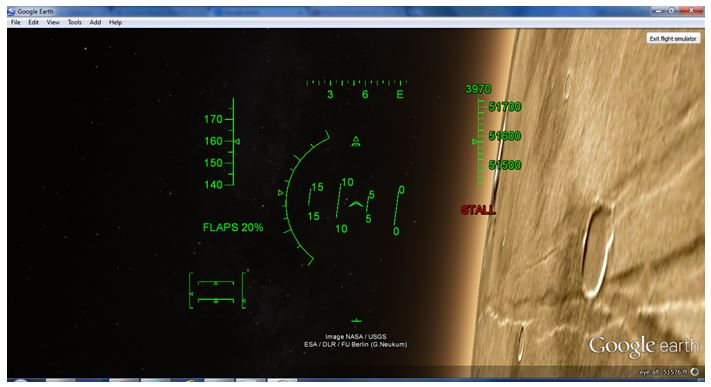 Google Earth
File Edit View Tools Add Help
Exit flight simulator
3 6 E
3970
51700
51600
51500
170
160
150
140
15 10 5 0
15 10 5 0
STALL
FLAPS 20%
Image NASA / USGS
ESA / DLR / FU Berlin (G.Neukum)
Google earth
eye alt 51576 ft